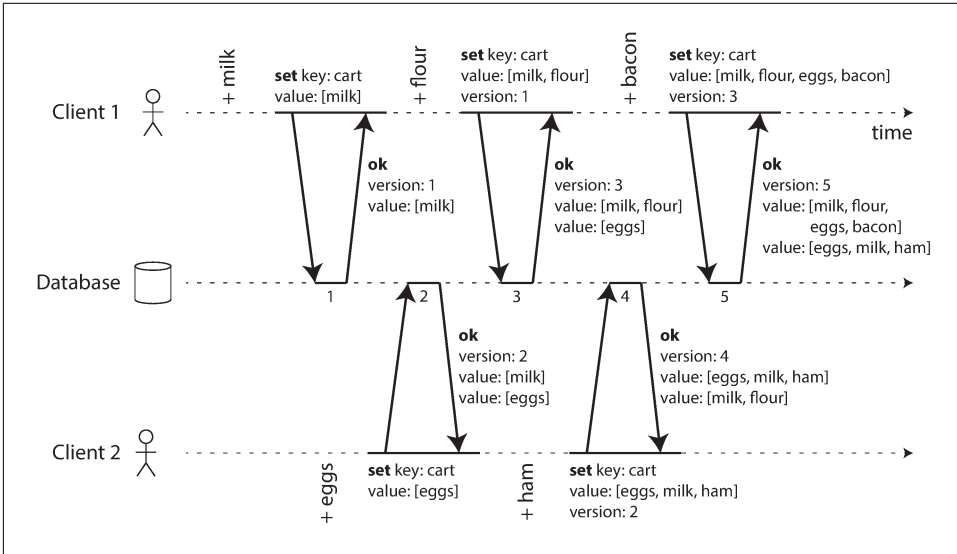 + milk
set key: cart
value: [milk]
+ flour
set key: cart
value: [milk, flour]
version: 1
+ bacon
set key: cart
value: [milk, flour, eggs, bacon]
version: 3
Client 1
time
ok
version: 1
value: [milk]
ok
version: 3
value: [milk, flour]
value: [eggs]
ok
version: 5
value: [milk, flour,
eggs, bacon]
value: [eggs, milk, ham]
Database
1
2
3
4
5
ok
version: 2
value: [milk]
value: [eggs]
ok
version: 4
value: [eggs, milk, ham]
value: [milk, flour]
Client 2
+ eggs
set key: cart
value: [eggs]
+ ham
set key: cart
value: [eggs, milk, ham]
version: 2